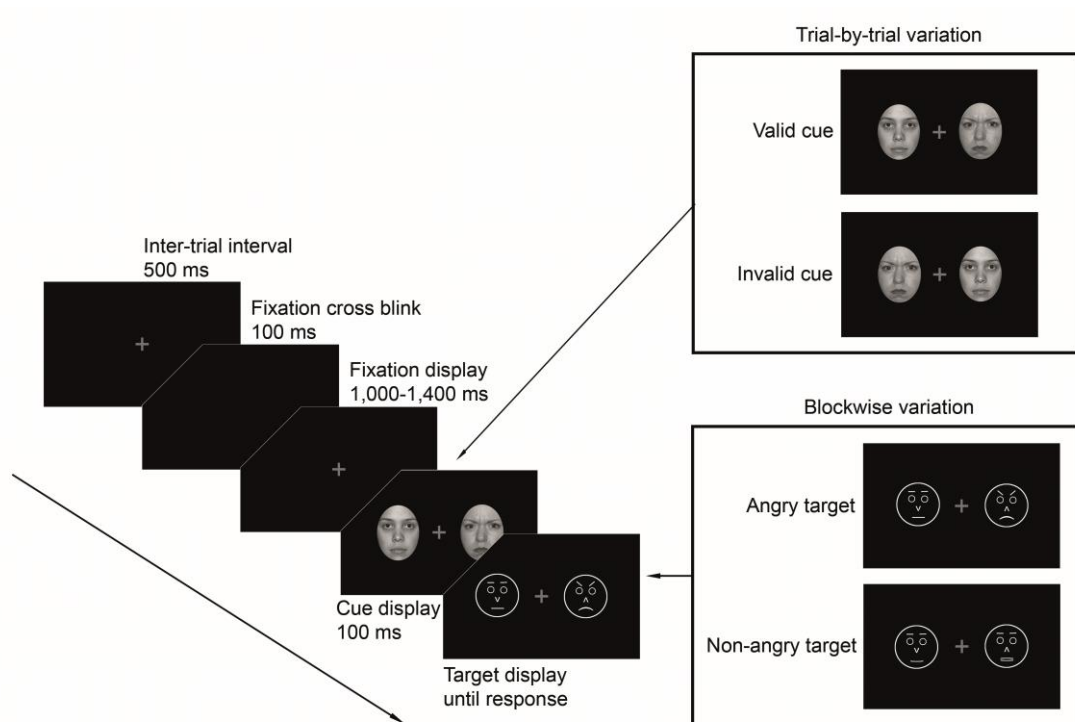 Trial-by-trial variation
Valid cue
Invalid cue
Inter-trial interval
500 ms
Fixation cross blink
100 ms
Fixation display
1,000-1,400 ms
Cue display
100 ms
Target display
until response
Blockwise variation
Angry target
Non-angry target